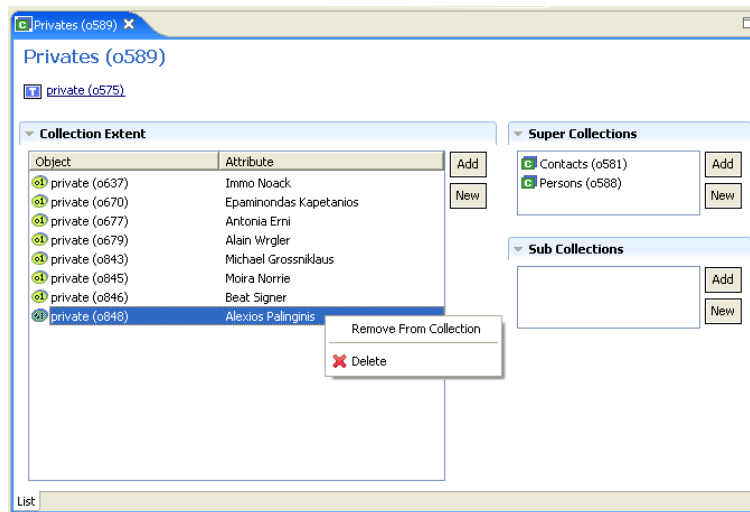 Privates (o589)
Privates (o589)
T private (o575)
Collection Extent
Object Attribute
private (o637) Immo Noack
private (o670) Epaminondas Kapetanios
private (o677) Antonia Erni
private (o679) Alain Wrgler
private (o843) Michael Grossniklaus
private (o845) Moira Norrie
private (o846) Beat Signer
private (o848) Alexios Palinginis
Add
New
Remove From Collection
Delete
Super Collections
C Contacts (o581)
C Persons (o588)
Add
New
Sub Collections
Add
New
List